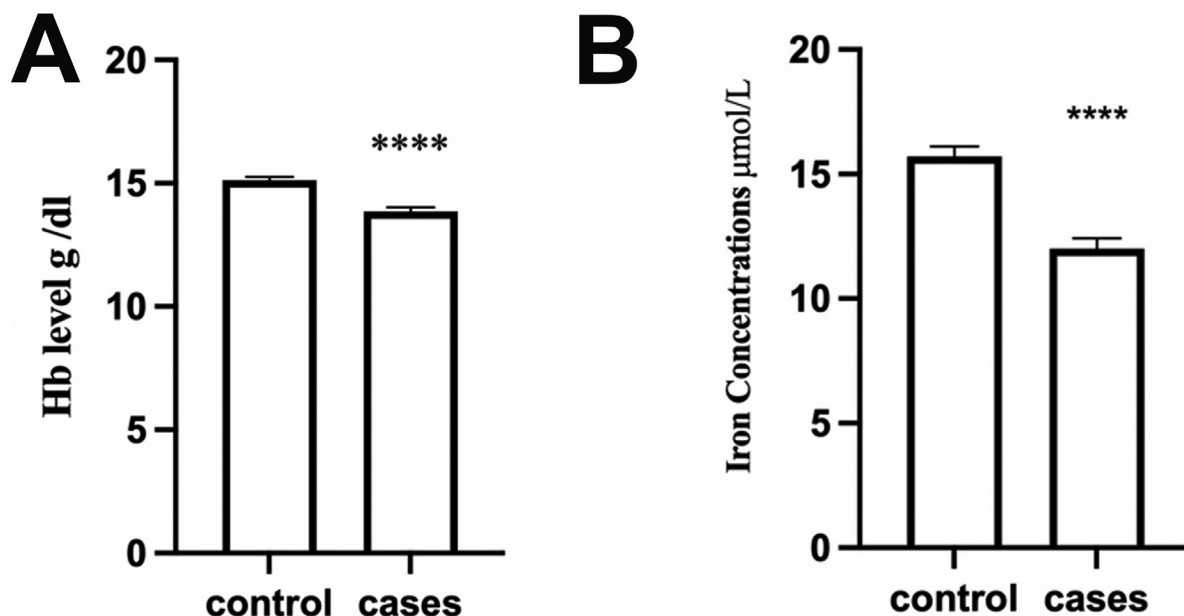 A
Hb level g /dl
20
15
10
5
0
****
control cases
B
Iron Concentrations μmol/L
20
15
10
5
0
****
control cases